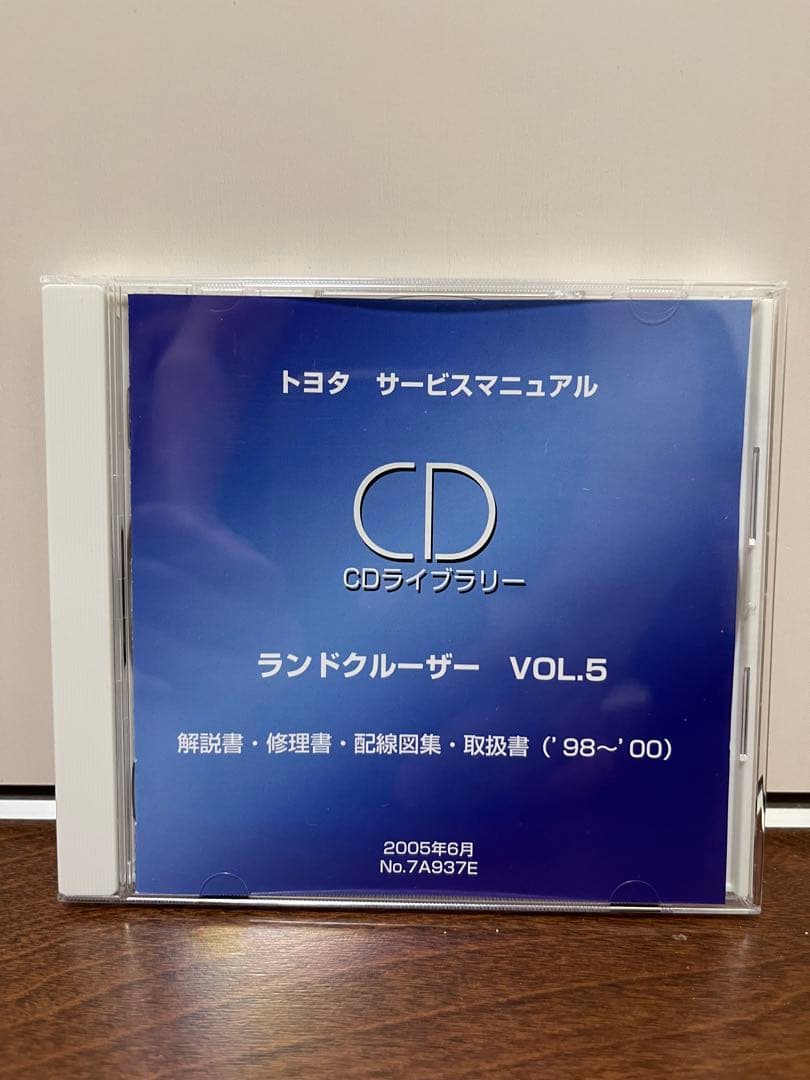 トヨタ　サービスマニュアル
CD
CDライブラリー
ランドクルーザー　VOL.5
解説書・修理書・配線図集・取扱書（'98〜'00）
2005年6月
No.7A937E